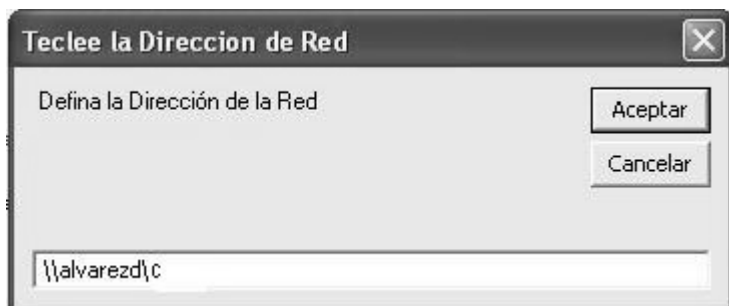 Teclee la Direccion de Red
Defina la Dirección de la Red
Aceptar
Cancelar
\\alvarezd\c